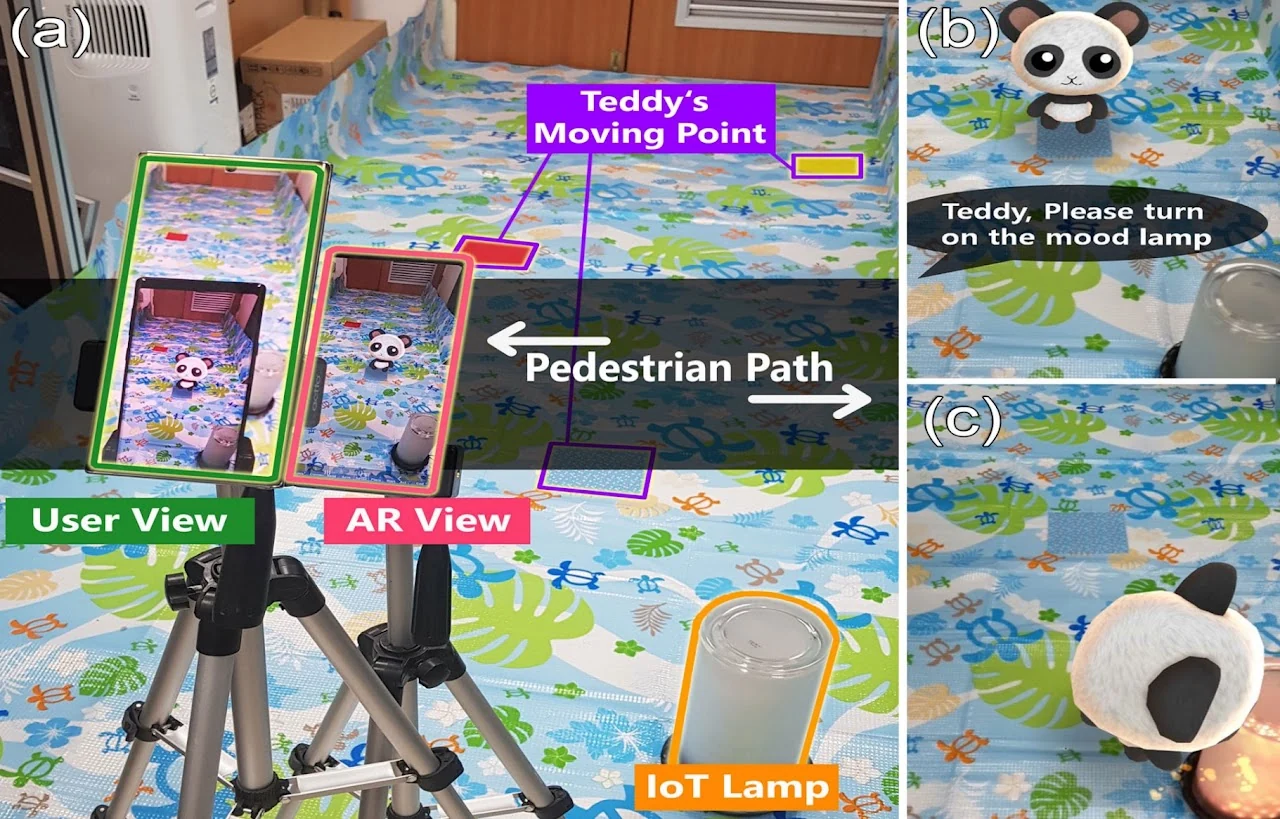 (a)
Teddy‘s
Moving Point
Pedestrian Path
User View
AR View
IoT Lamp
(b)
Teddy, Please turn
on the mood lamp
(c)